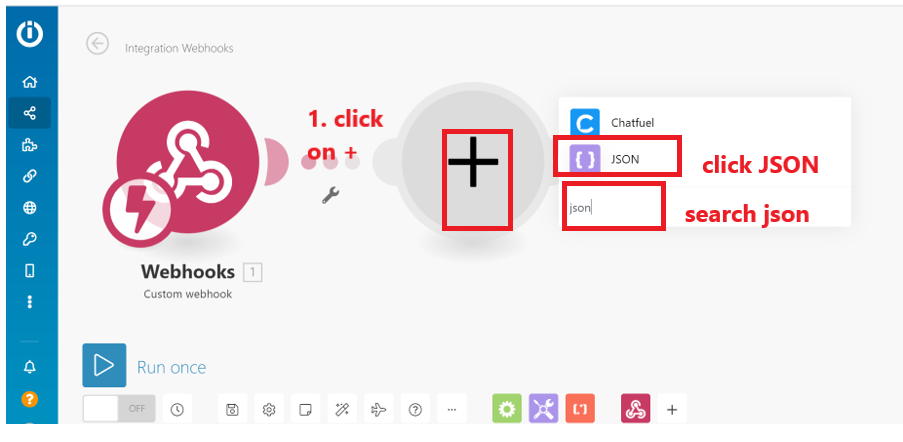 Integration Webhooks
1. click
on +
Chatfuel
JSON
click JSON
json
search json
Webhooks 1
Custom webhook
Run once
OFF